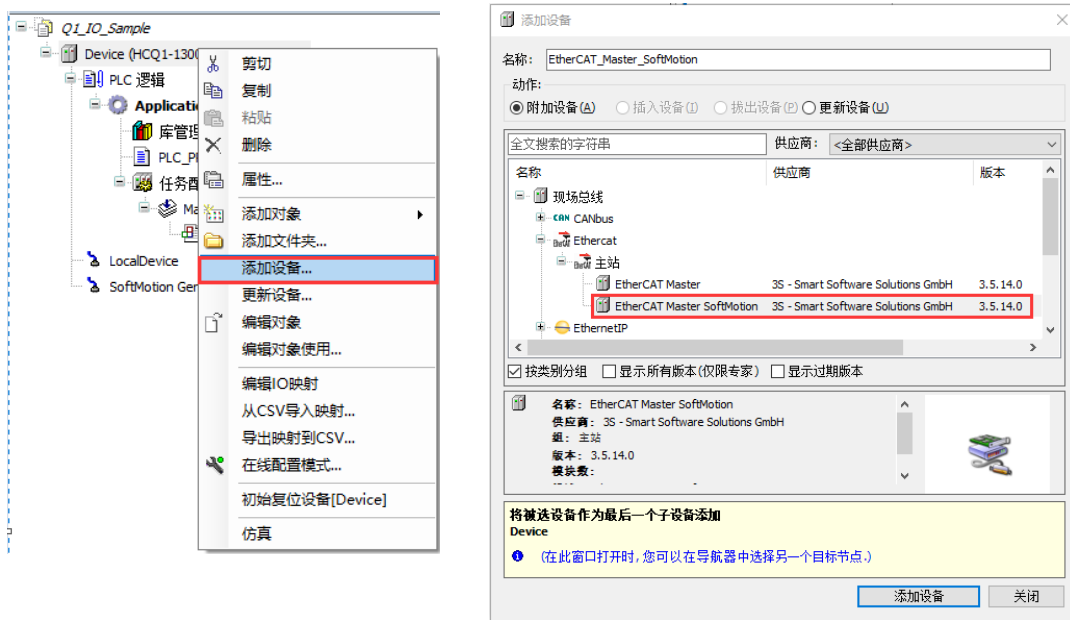 Q1_IO_Sample
Device (HCQ1-1300
PLC 逻辑
Applicati
库管理
PLC_P
任务配
Ma
LocalDevice
SoftMotion Ger
剪切
复制
粘贴
删除
属性...
添加对象
添加文件夹...
添加设备...
更新设备...
编辑对象
编辑对象使用...
编辑IO映射
从CSV导入映射...
导出映射到CSV...
在线配置模式...
初始复位设备[Device]
仿真
添加设备
名称: EtherCAT_Master_SoftMotion
动作:
附加设备(A) 插入设备(I) 拔出设备(P) 更新设备(U)
全文搜索的字符串 供应商: <全部供应商>
名称 供应商 版本
现场总线
CAN CANbus
EtherCAT Ethercat
EtherCAT 主站
EtherCAT Master 3S - Smart Software Solutions GmbH 3.5.14.0
EtherCAT Master SoftMotion 3S - Smart Software Solutions GmbH 3.5.14.0
EthernetIP
按类别分组 显示所有版本(仅限专家) 显示过期版本
名称: EtherCAT Master SoftMotion
供应商: 3S - Smart Software Solutions GmbH
组: 主站
版本: 3.5.14.0
模块数:
将被选设备作为最后一个子设备添加
Device
(在此窗口打开时,您可以在导航器中选择另一个目标节点.)
添加设备 关闭